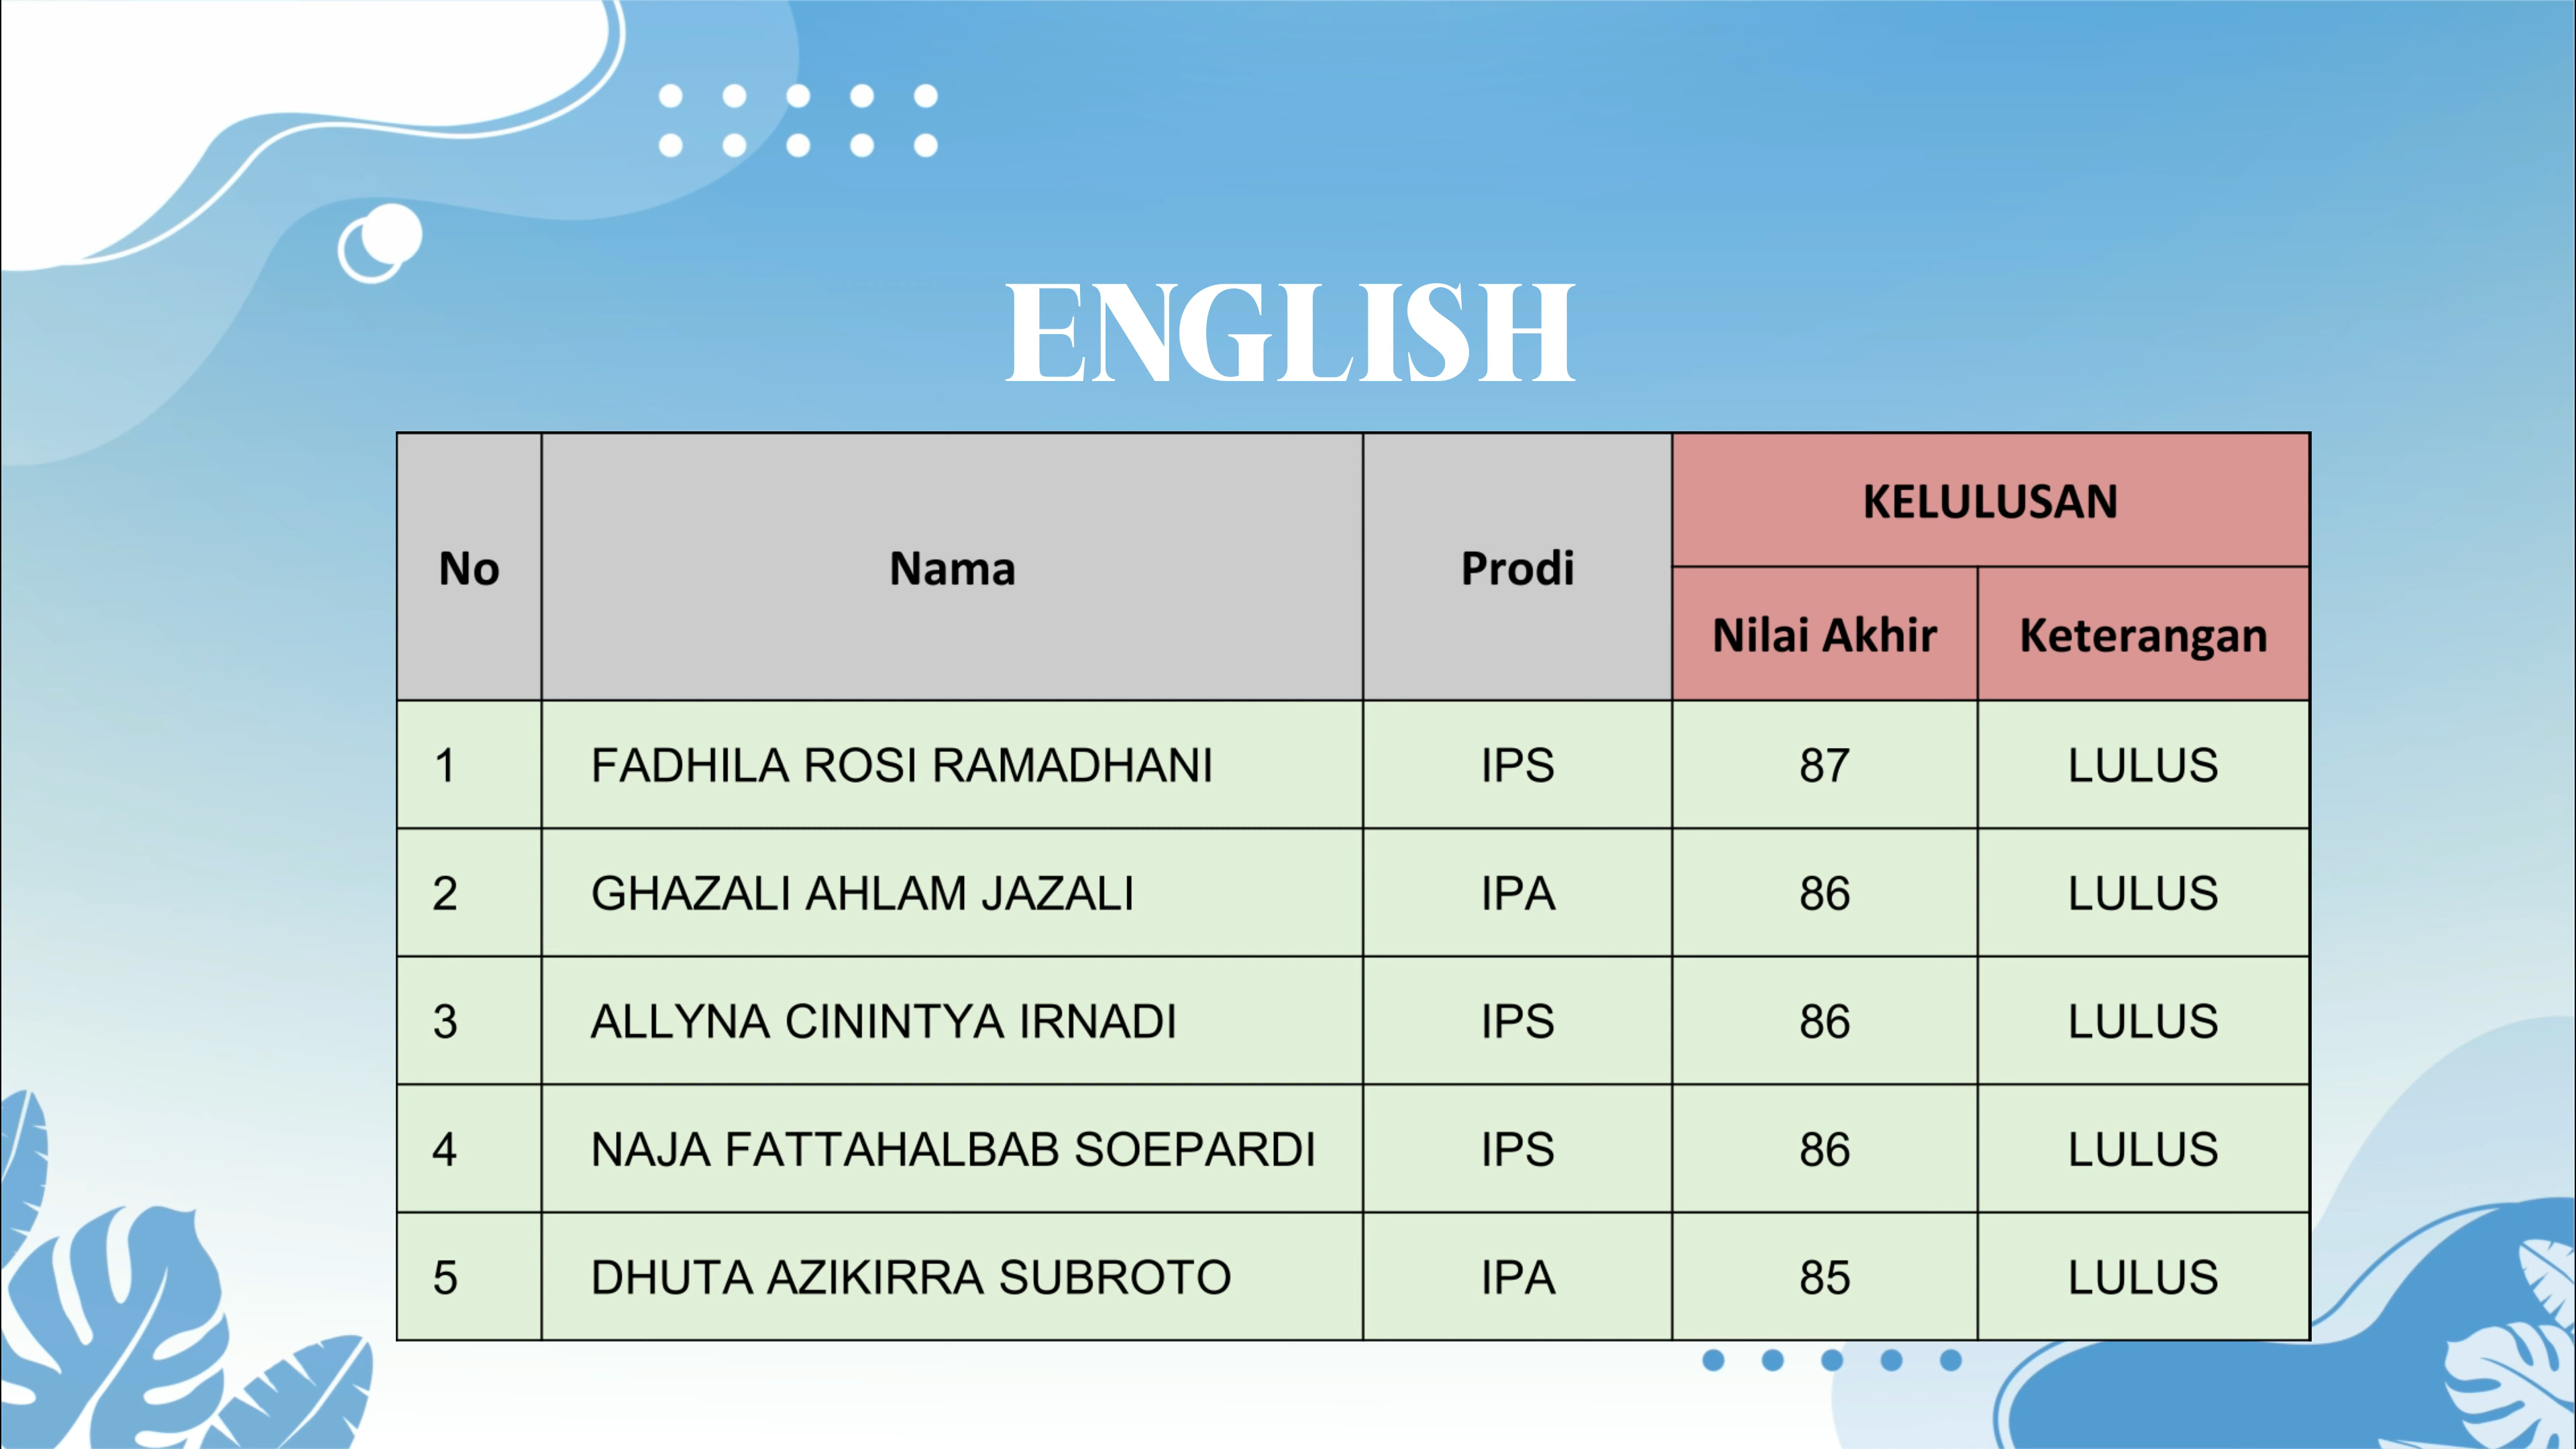 ENGLISH
No Nama Prodi KELULUSAN
Nilai Akhir Keterangan
1 FADHILA ROSI RAMADHANI IPS 87 LULUS
2 GHAZALI AHLAM JAZALI IPA 86 LULUS
3 ALLYNA CININTYA IRNADI IPS 86 LULUS
4 NAJA FATTAHALBAB SOEPARDI IPS 86 LULUS
5 DHUTA AZIKIRRA SUBROTO IPA 85 LULUS